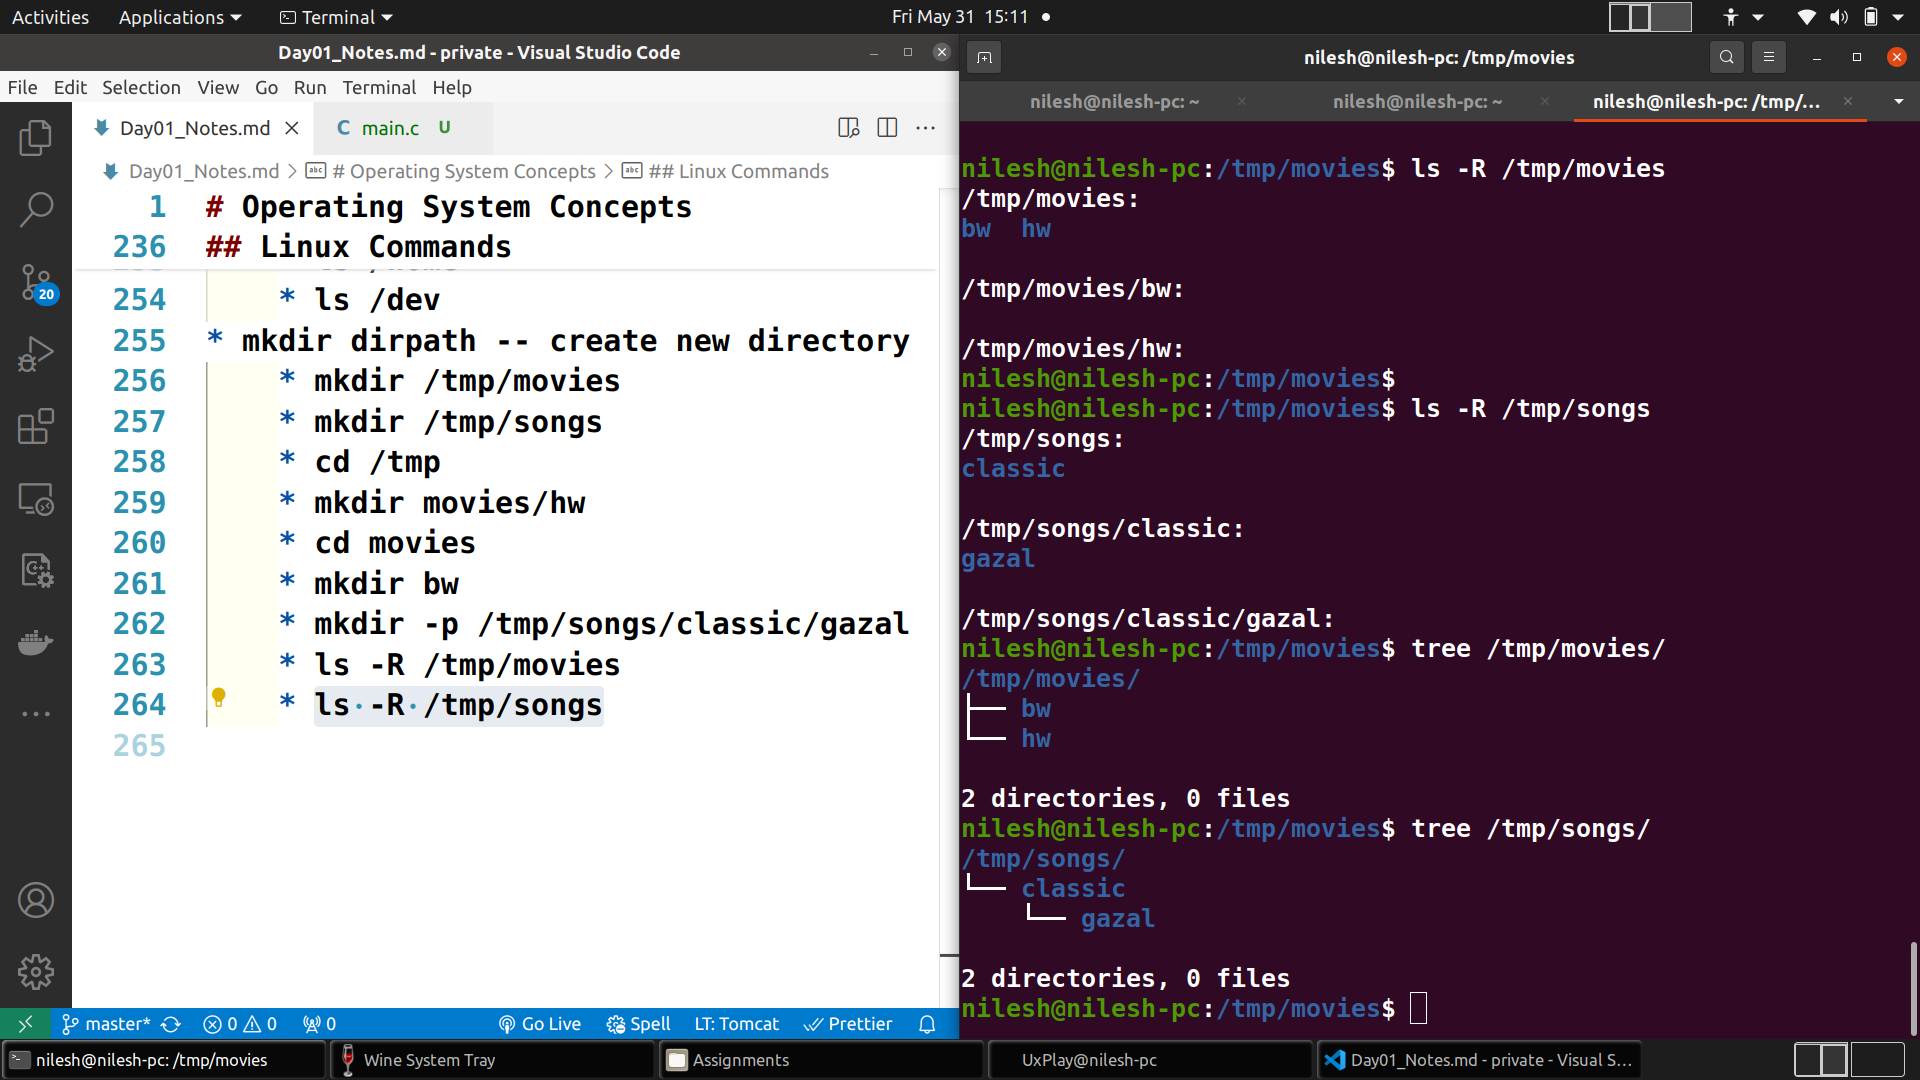 Activities Applications Terminal Fri May 31 15:11
Day01_Notes.md - private - Visual Studio Code
File Edit Selection View Go Run Terminal Help
Day01_Notes.md C main.c U
Day01_Notes.md > # Operating System Concepts > ## Linux Commands
1 # Operating System Concepts
236 ## Linux Commands
254 * ls /dev
255 * mkdir dirpath -- create new directory
256 * mkdir /tmp/movies
257 * mkdir /tmp/songs
258 * cd /tmp
259 * mkdir movies/hw
260 * cd movies
261 * mkdir bw
262 * mkdir -p /tmp/songs/classic/gazal
263 * ls -R /tmp/movies
264 * ls -R /tmp/songs
265
20
master* 0 0 0 Go Live Spell LT: Tomcat Prettier
nilesh@nilesh-pc: /tmp/movies
nilesh@nilesh-pc: ~ nilesh@nilesh-pc: ~ nilesh@nilesh-pc: /tmp/...
nilesh@nilesh-pc:/tmp/movies$ ls -R /tmp/movies
/tmp/movies:
bw hw
/tmp/movies/bw:
/tmp/movies/hw:
nilesh@nilesh-pc:/tmp/movies$
nilesh@nilesh-pc:/tmp/movies$ ls -R /tmp/songs
/tmp/songs:
classic
/tmp/songs/classic:
gazal
/tmp/songs/classic/gazal:
nilesh@nilesh-pc:/tmp/movies$ tree /tmp/movies/
/tmp/movies/
├── bw
└── hw
2 directories, 0 files
nilesh@nilesh-pc:/tmp/movies$ tree /tmp/songs/
/tmp/songs/
└── classic
└── gazal
2 directories, 0 files
nilesh@nilesh-pc:/tmp/movies$
nilesh@nilesh-pc: /tmp/movies Wine System Tray Assignments UxPlay@nilesh-pc Day01_Notes.md - private - Visual S...